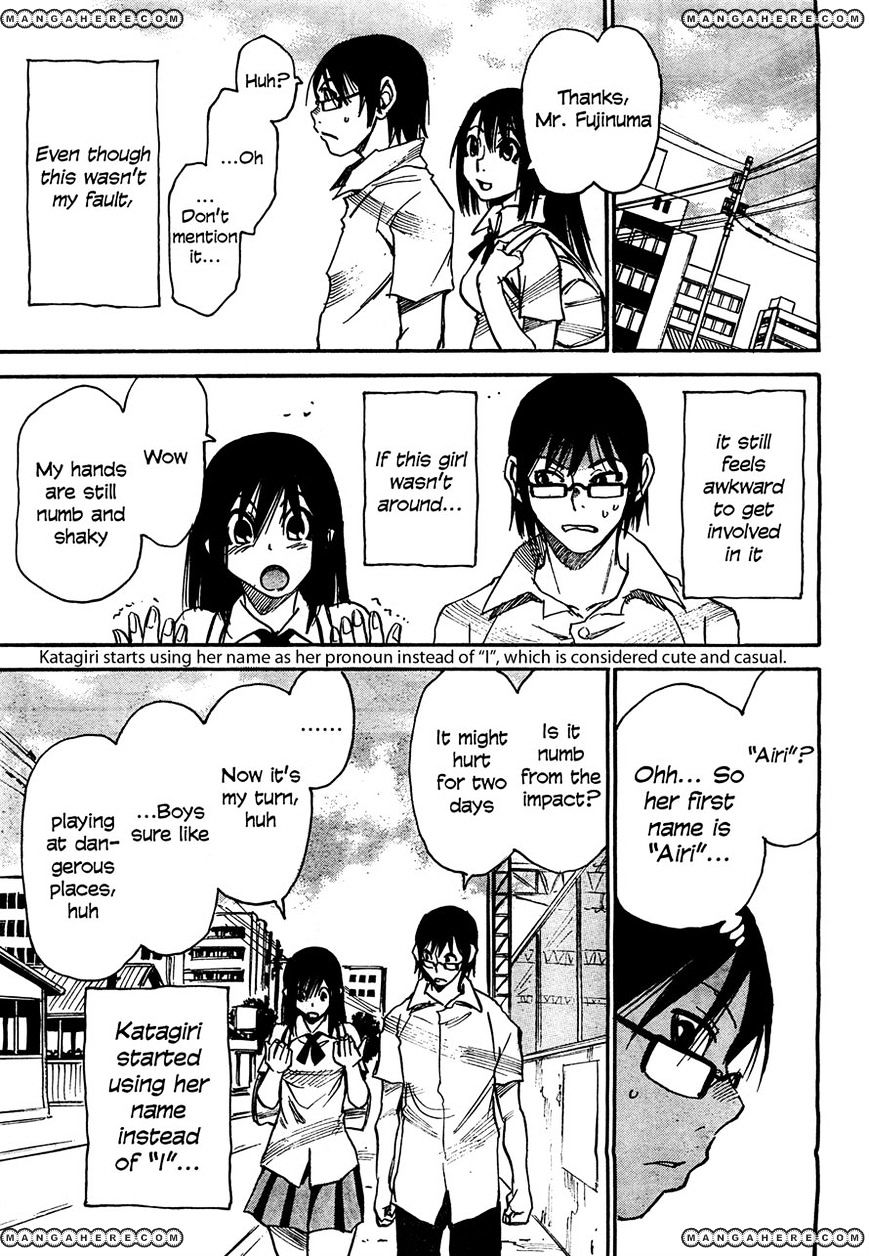 MANGAHERE.COM
MANGAHERE.COM
Thanks,
Mr. Fujinuma
Huh?
...Oh
...
Don't
mention
it...
Even though
this wasn't
my fault,
it still
feels
awkward
to get
involved
in it
If this girl
wasn't
around...
Wow
My hands
are still
numb and
shaky
Katagiri starts using her name as her pronoun instead of "I", which is considered cute and casual.
"Airi"?
Ohh... So
her first
name is
"Airi"...
Is it
numb
from the
impact?
It might
hurt
for two
days
......
Now it's
my turn,
huh
...Boys
sure like
playing
at dan-
gerous
places,
huh
Katagiri
started
using her
name
instead
of "I"...
MANGAHERE.COM
MANGAHERE.COM